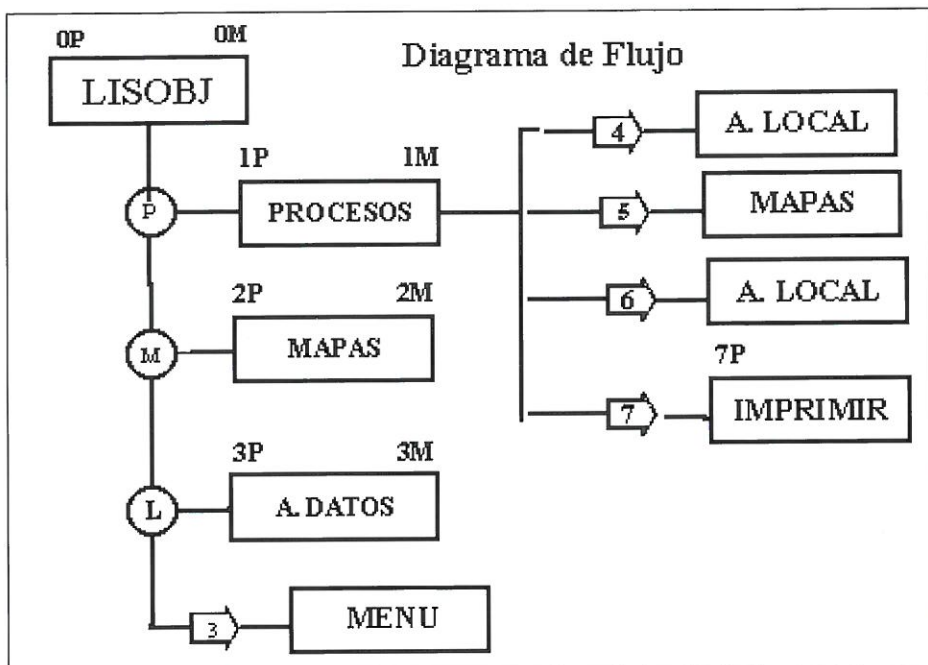 0P 0M
Diagrama de Flujo
LISOBJ
4 A. LOCAL
1P 1M
P PROCESOS
5 MAPAS
2P 2M
6 A. LOCAL
M MAPAS
7P
7 IMPRIMIR
3P 3M
L A. DATOS
3 MENU